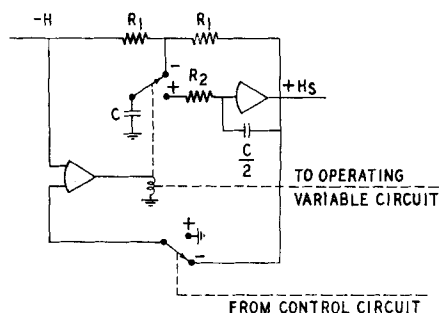 -H
R1
R1
-
+
R2
+HS
C
C/2
TO OPERATING
VARIABLE CIRCUIT
+
-
FROM CONTROL CIRCUIT